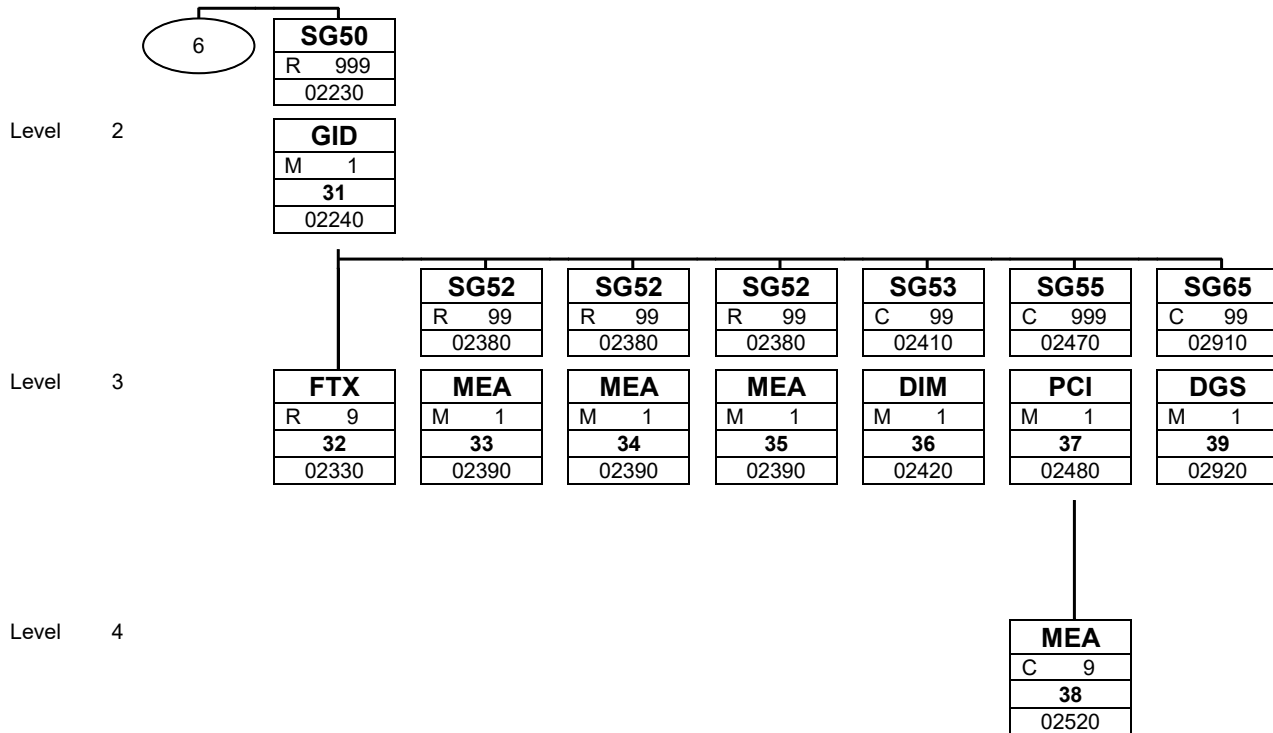 6
SG50
R 999
02230
Level 2
GID
M 1
31
02240
SG52 SG52 SG52 SG53 SG55 SG65
R 99 R 99 R 99 C 99 C 999 C 99
02380 02380 02380 02410 02470 02910
Level 3
FTX MEA MEA MEA DIM PCI DGS
R 9 M 1 M 1 M 1 M 1 M 1 M 1
32 33 34 35 36 37 39
02330 02390 02390 02390 02420 02480 02920
Level 4
MEA
C 9
38
02520